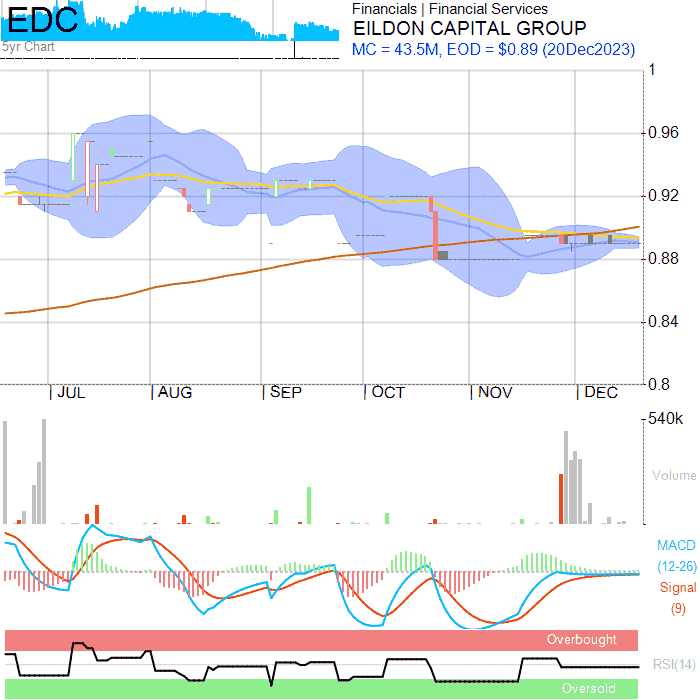 EDC
5yr Chart
Financials | Financial Services
EILDON CAPITAL GROUP
MC = 43.5M, EOD = $0.89 (20Dec2023)
1
0.96
0.92
0.88
0.84
0.8
JUL AUG SEP OCT NOV DEC
540k
Volume
MACD
(12-26)
Signal
(9)
Overbought
RSI(14)
Oversold